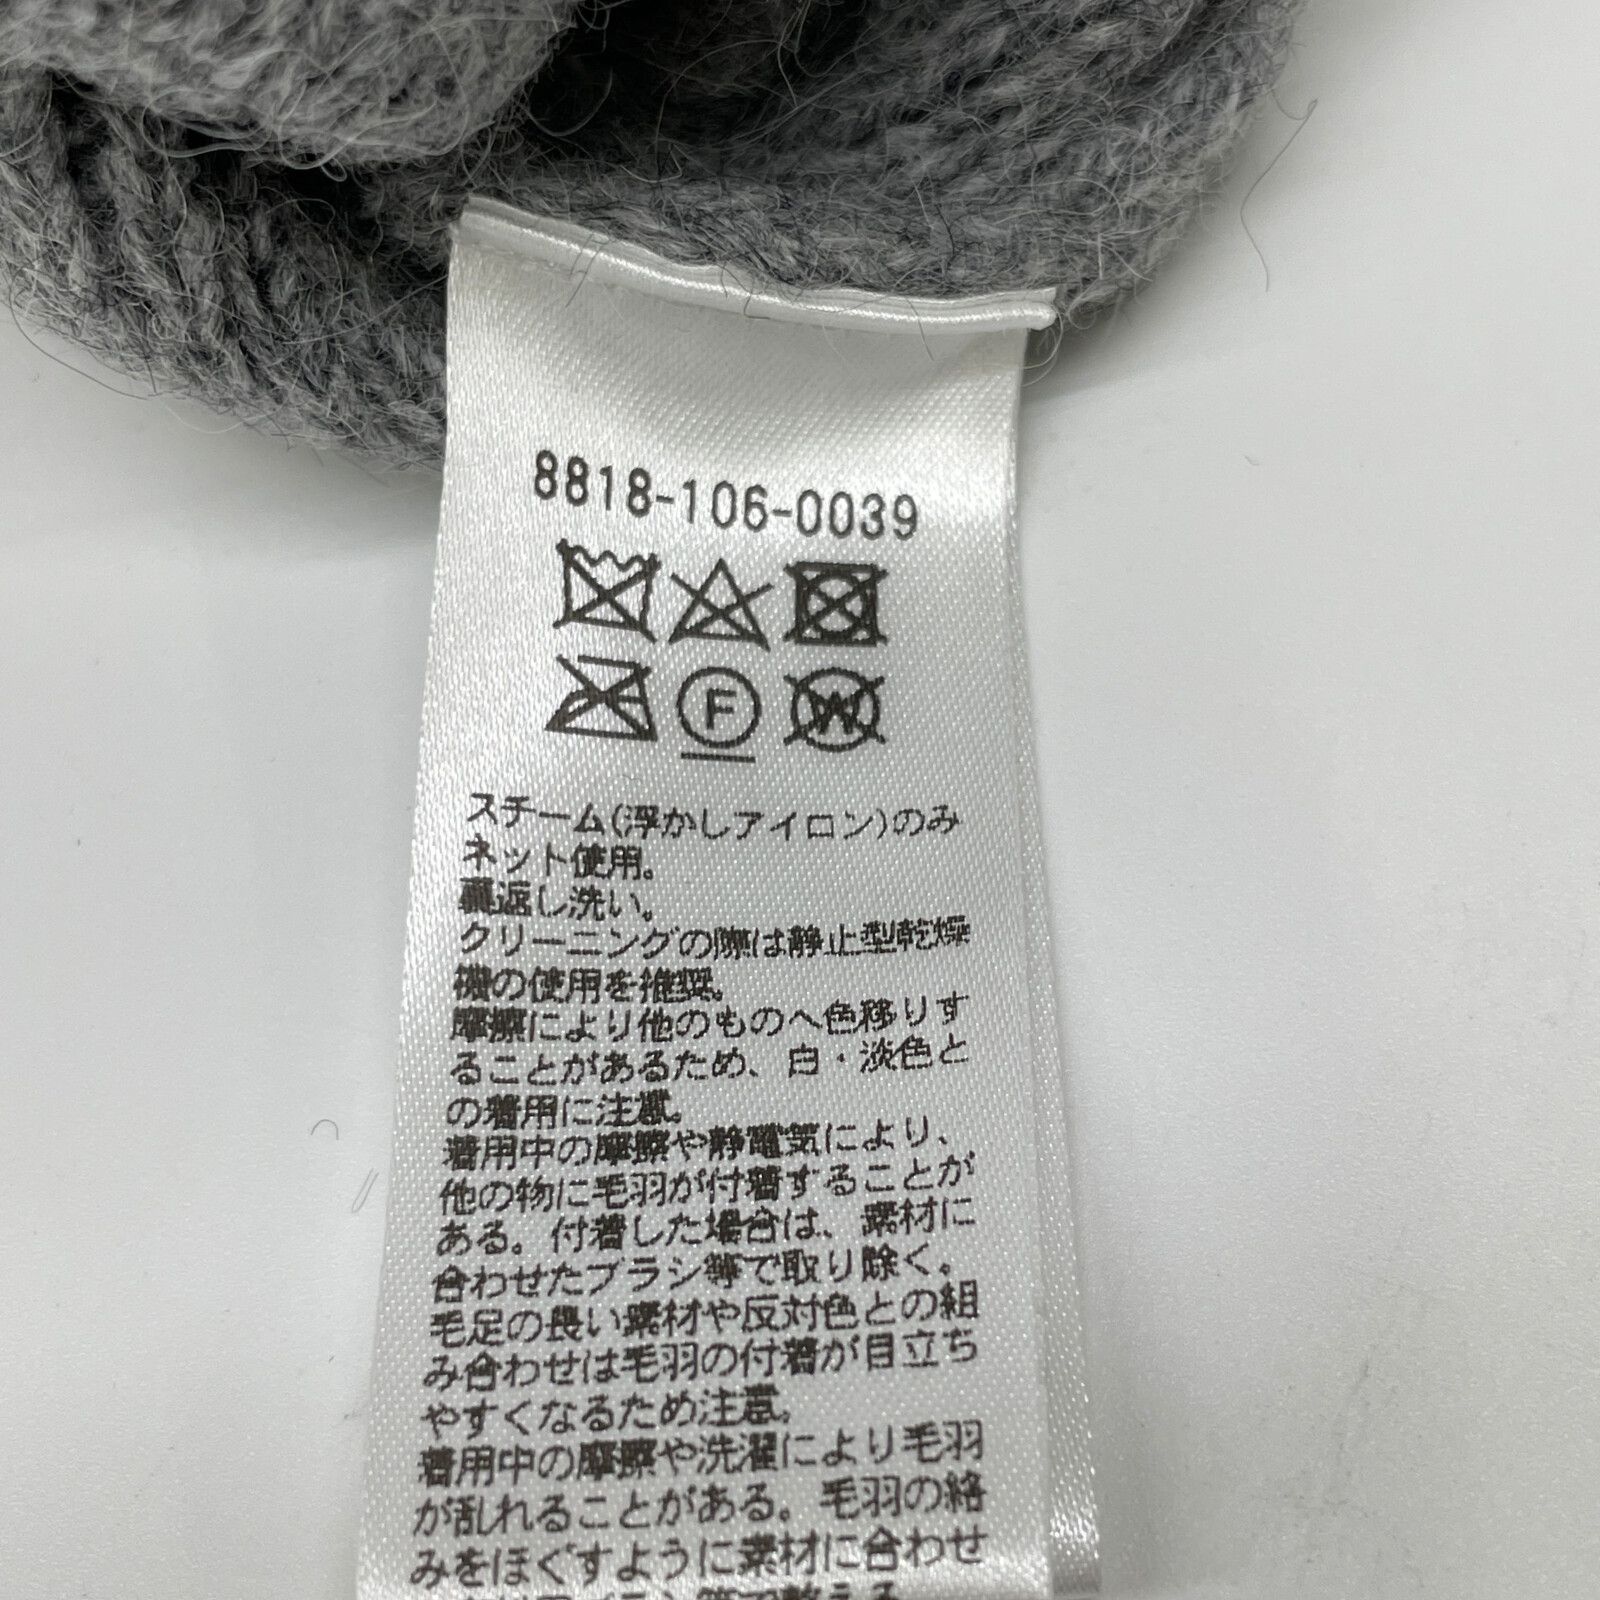 8818-106-0039
F
W
スチーム(浮かしアイロン)のみ
ネット使用。
裏返し洗い。
クリーニングの際は静止型乾燥
機の使用を推奨。
摩擦により他のものへ色移りす
ることがあるため、白・淡色と
の着用に注意。
着用中の摩擦や静電気により、
他の物に毛羽が付着することが
ある。付着した場合は、素材に
合わせたブラシ等で取り除く。
毛足の長い素材や反対色との組
み合わせは毛羽の付着が目立ち
やすくなるため注意。
着用中の摩擦や洗濯により毛羽
が乱れることがある。毛羽の絡
みをほぐすように素材に合わせ
ブラシ等で整える